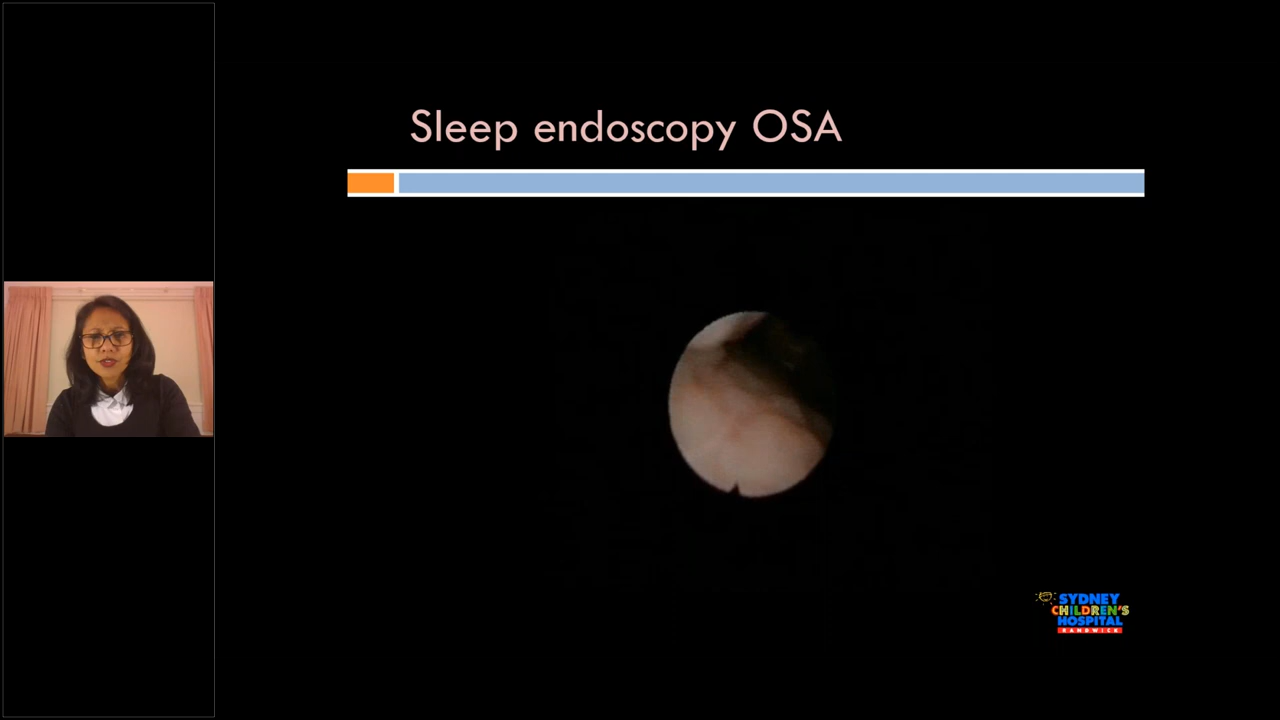 Sleep endoscopy OSA
SYDNEY
CHILDREN'S
HOSPITAL
RANDWICK